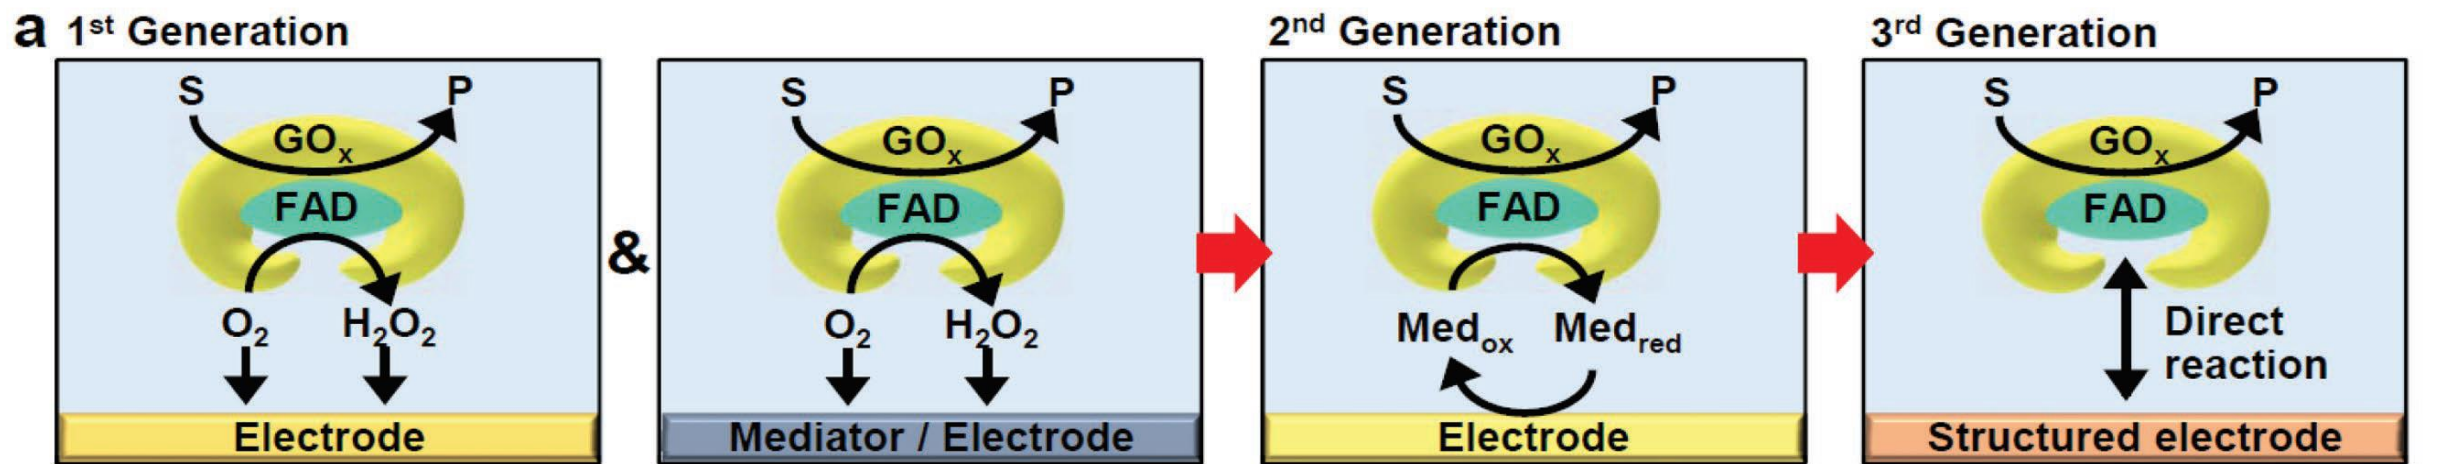 a 1st Generation
2nd Generation
3rd Generation
S P
GOx
FAD
O2 H2O2
Electrode
&
S P
GOx
FAD
O2 H2O2
Mediator / Electrode
S P
GOx
FAD
Medox Medred
Electrode
S P
GOx
FAD
Direct
reaction
Structured electrode